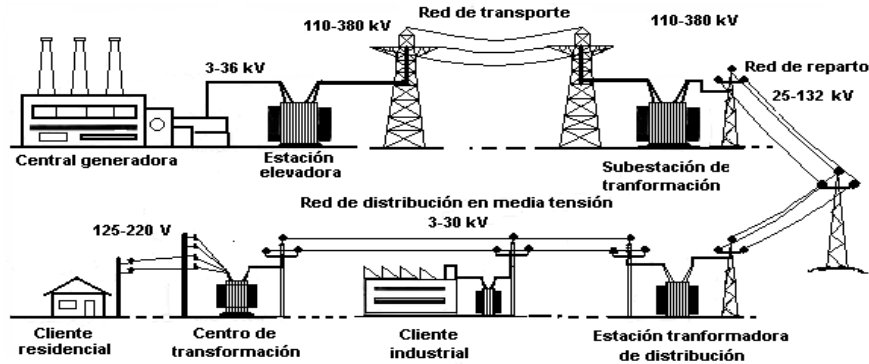 Red de transporte
110-380 kV
110-380 kV
3-36 kV
Red de reparto
25-132 kV
Central generadora
Estación
elevadora
Subestación de
tranformación
Red de distribución en media tensión
3-30 kV
125-220 V
Cliente
residencial
Centro de
transformación
Cliente
industrial
Estación tranformadora
de distribución